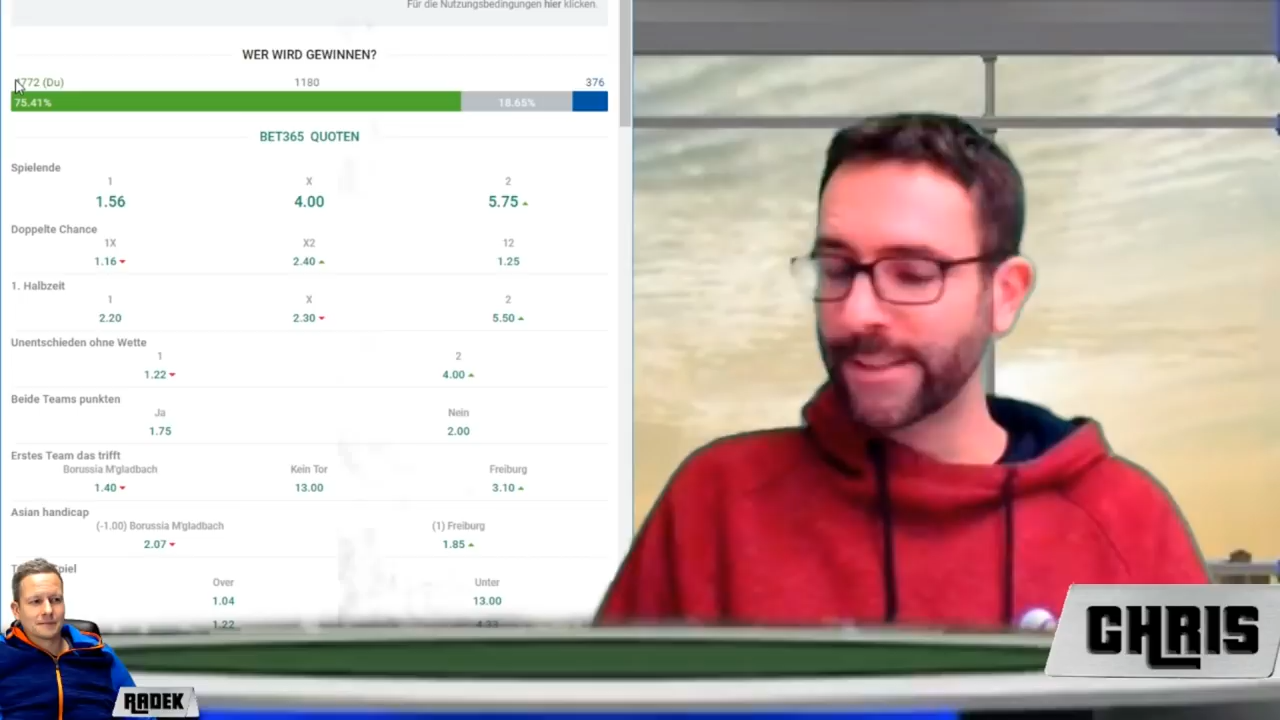 Für die Nutzungsbedingungen hier klicken.
WER WIRD GEWINNEN?
772 (Du) 1180 376
75.41% 18.65%
BET365 QUOTEN
Spielende
1 X 2
1.56 4.00 5.75
Doppelte Chance
1X X2 12
1.16 2.40 1.25
1. Halbzeit
1 X 2
2.20 2.30 5.50
Unentschieden ohne Wette
1 2
1.22 4.00
Beide Teams punkten
Ja Nein
1.75 2.00
Erstes Team das trifft
Borussia M'gladbach Kein Tor Freiburg
1.40 13.00 3.10
Asian handicap
(-1.00) Borussia M'gladbach (1) Freiburg
2.07 1.85
Over Unter
1.04 13.00
1.22 4.33
CHRIS
RADEK